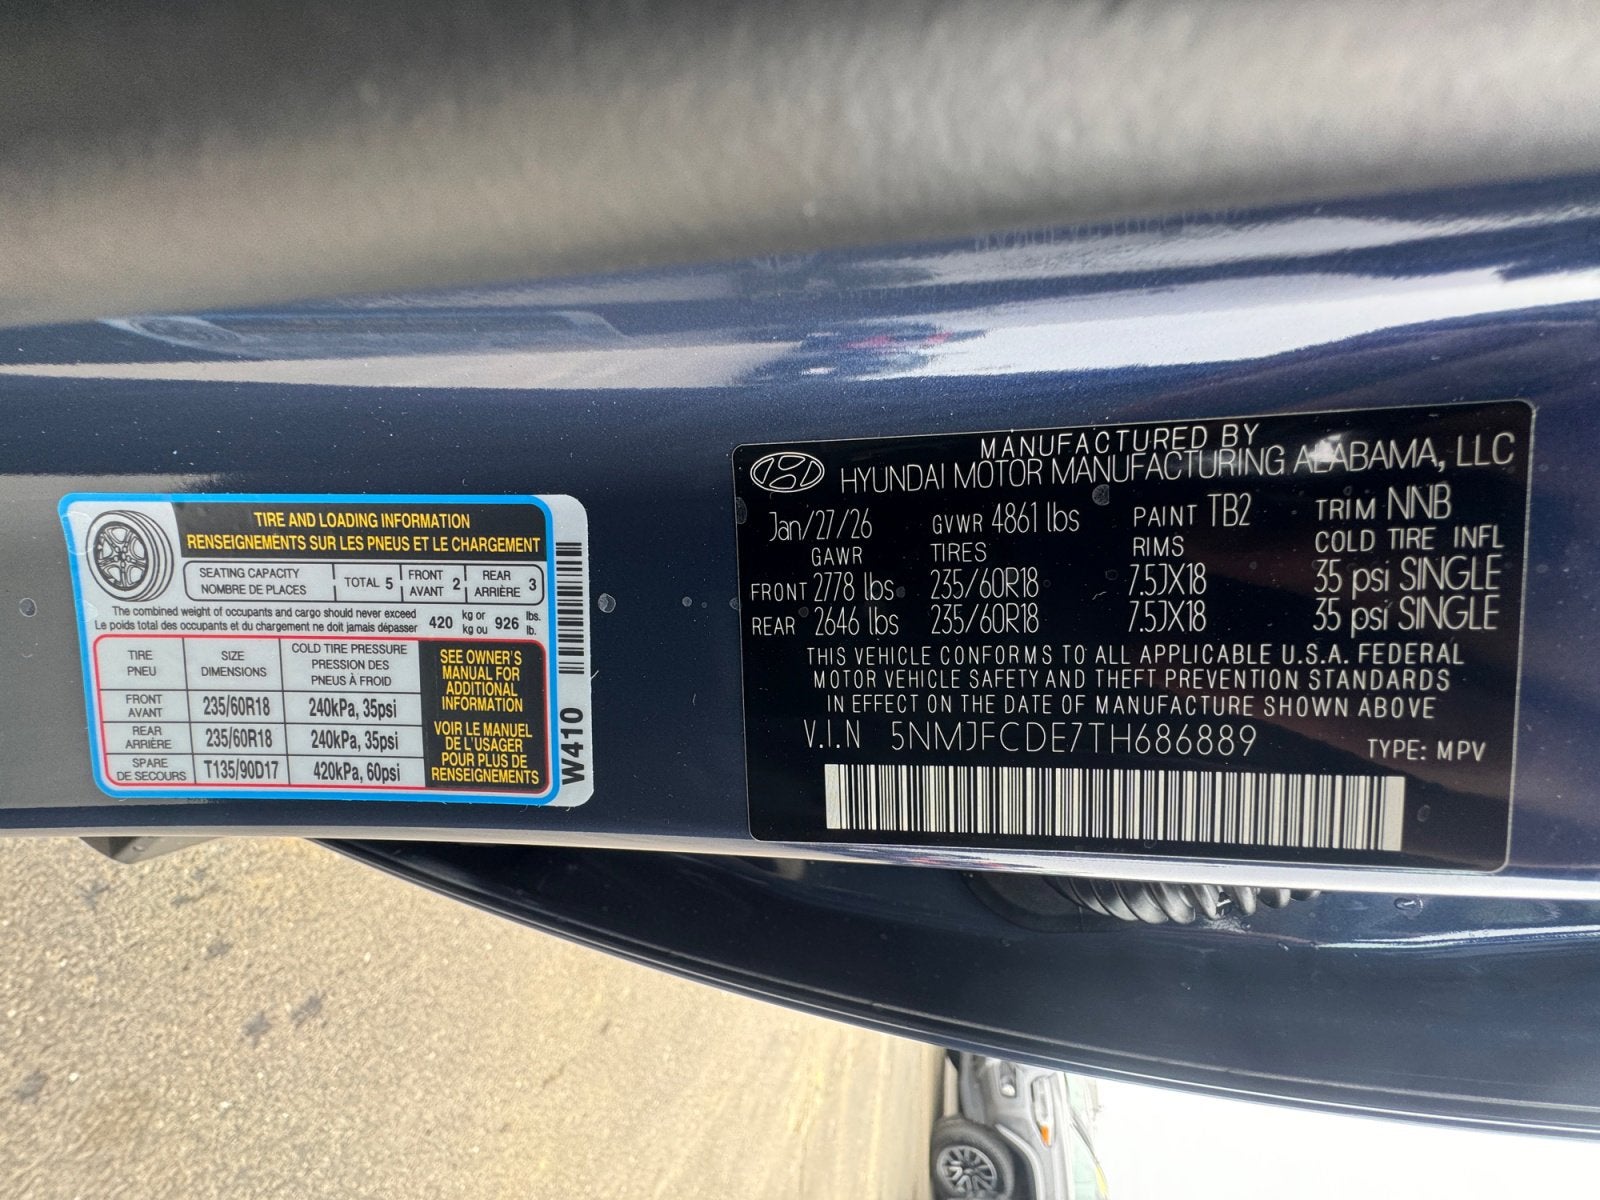 TIRE AND LOADING INFORMATION
RENSEIGNEMENTS SUR LES PNEUS ET LE CHARGEMENT
SEATING CAPACITY
NOMBRE DE PLACES
TOTAL 5
FRONT
AVANT 2
REAR
ARRIÈRE 3
The combined weight of occupants and cargo should never exceed
Le poids total des occupants et du chargement ne doit jamais dépasser
420 kg or
kg ou 926 lbs.
lb.
TIRE
PNEU
SIZE
DIMENSIONS
COLD TIRE PRESSURE
PRESSION DES
PNEUS À FROID
FRONT
AVANT
235/60R18
240kPa, 35psi
REAR
ARRIÈRE
235/60R18
240kPa, 35psi
SPARE
DE SECOURS
T135/90D17
420kPa, 60psi
SEE OWNER'S
MANUAL FOR
ADDITIONAL
INFORMATION
VOIR LE MANUEL
DE L'USAGER
POUR PLUS DE
RENSEIGNEMENTS
W410
MANUFACTURED BY
HYUNDAI MOTOR MANUFACTURING ALABAMA, LLC
Jan/27/26 GVWR 4861 lbs PAINT TB2 TRIM NNB
GAWR TIRES RIMS COLD TIRE INFL
FRONT 2778 lbs 235/60R18 7.5JX18 35 psi SINGLE
REAR 2646 lbs 235/60R18 7.5JX18 35 psi SINGLE
THIS VEHICLE CONFORMS TO ALL APPLICABLE U.S.A. FEDERAL
MOTOR VEHICLE SAFETY AND THEFT PREVENTION STANDARDS
IN EFFECT ON THE DATE OF MANUFACTURE SHOWN ABOVE
V.I.N 5NMJFCDE7TH686889 TYPE: MPV